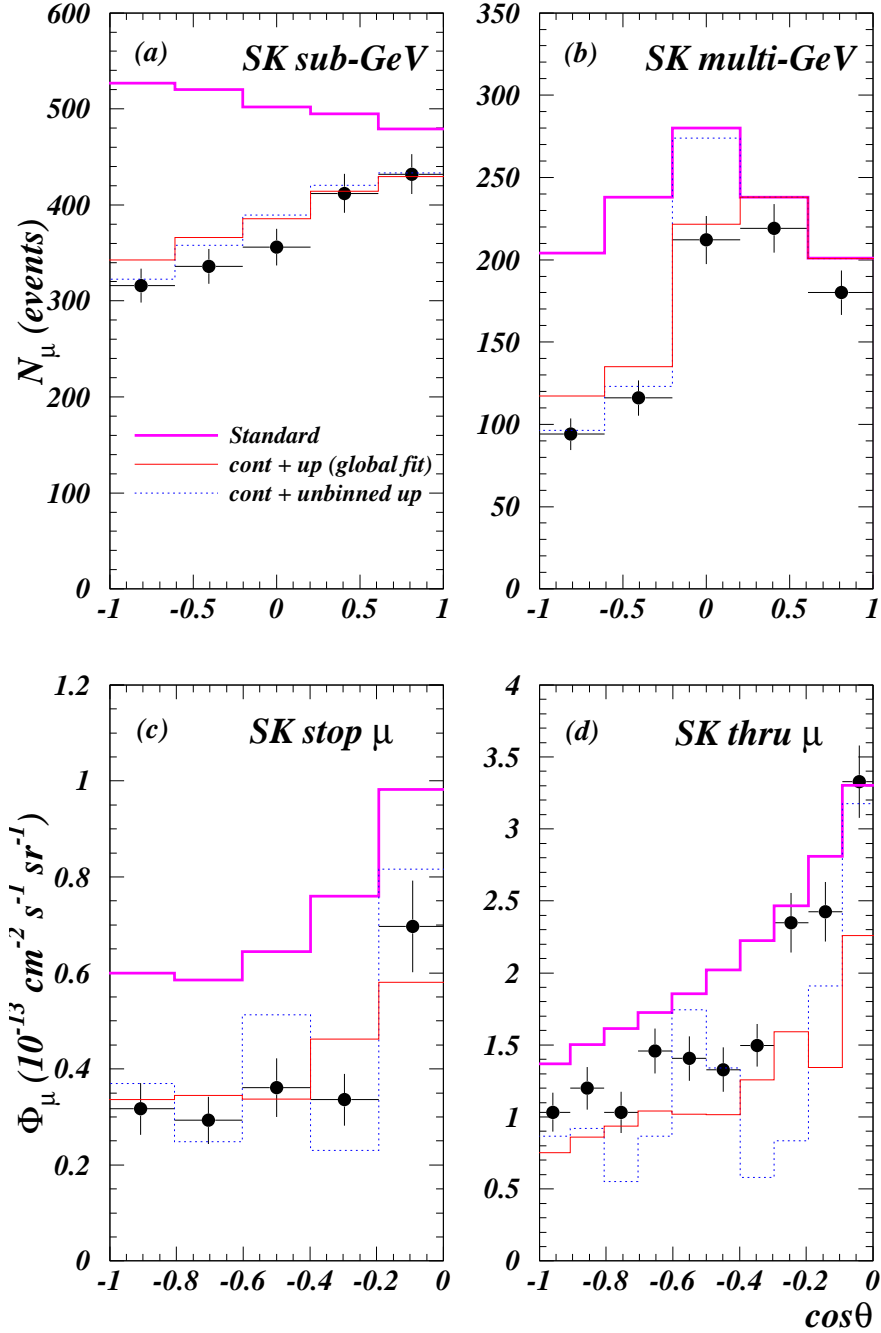 (a) SK sub-GeV
600
500
400
300
200
100
0
N_μ (events)
Standard
cont + up (global fit)
cont + unbinned up
-1 -0.5 0 0.5 1
(b) SK multi-GeV
350
300
250
200
150
100
50
0
-1 -0.5 0 0.5 1
(c) SK stop μ
1.2
1
0.8
0.6
0.4
0.2
0
Φ_μ (10^-13 cm^-2 s^-1 sr^-1)
-1 -0.8 -0.6 -0.4 -0.2 0
(d) SK thru μ
4
3.5
3
2.5
2
1.5
1
0.5
0
-1 -0.8 -0.6 -0.4 -0.2 0
cosθ